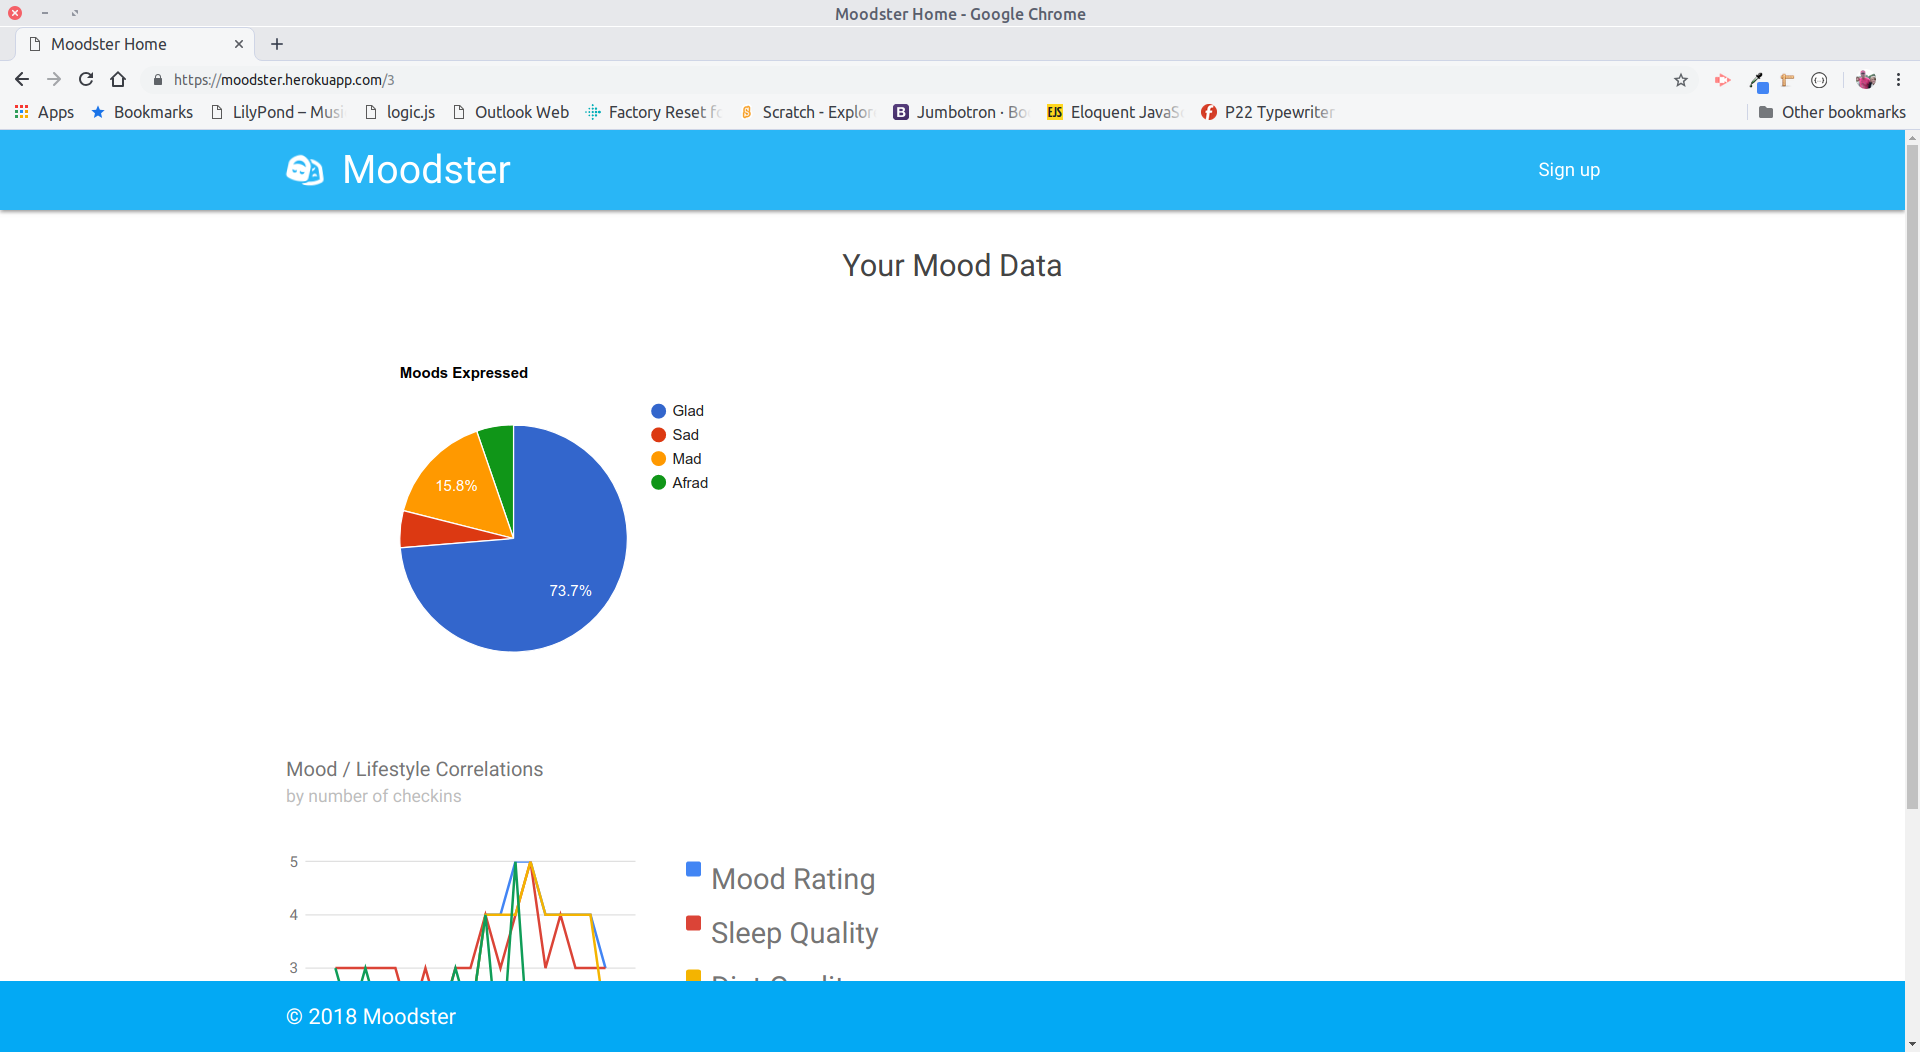 Moodster Home - Google Chrome
Moodster Home
https://moodster.herokuapp.com/3
Apps Bookmarks LilyPond – Musi logic.js Outlook Web Factory Reset fo Scratch - Explor Jumbotron · Bo Eloquent JavaS P22 Typewriter Other bookmarks
Moodster Sign up
Your Mood Data
Moods Expressed
Glad
Sad
Mad
Afrad
15.8%
73.7%
Mood / Lifestyle Correlations
by number of checkins
5
4
3
Mood Rating
Sleep Quality
© 2018 Moodster